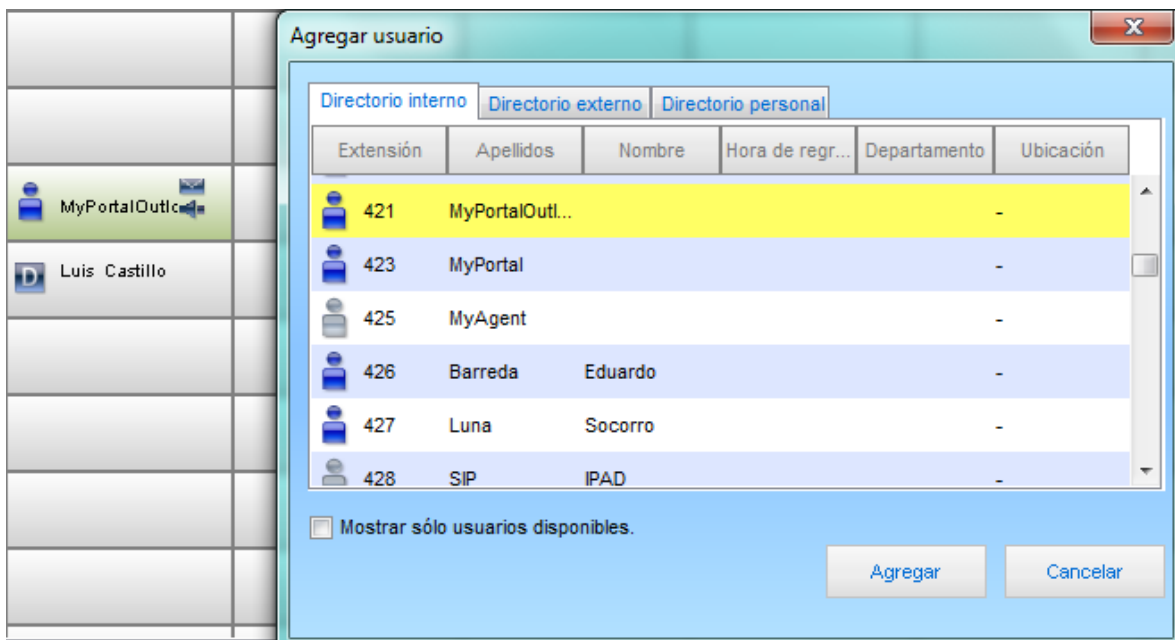 Agregar usuario
Directorio interno Directorio externo Directorio personal
Extensión Apellidos Nombre Hora de regr... Departamento Ubicación
421 MyPortalOutl... -
MyPortalOutlo
423 MyPortal -
D Luis Castillo
425 MyAgent -
426 Barreda Eduardo -
427 Luna Socorro -
428 SIP IPAD -
Mostrar sólo usuarios disponibles.
Agregar Cancelar